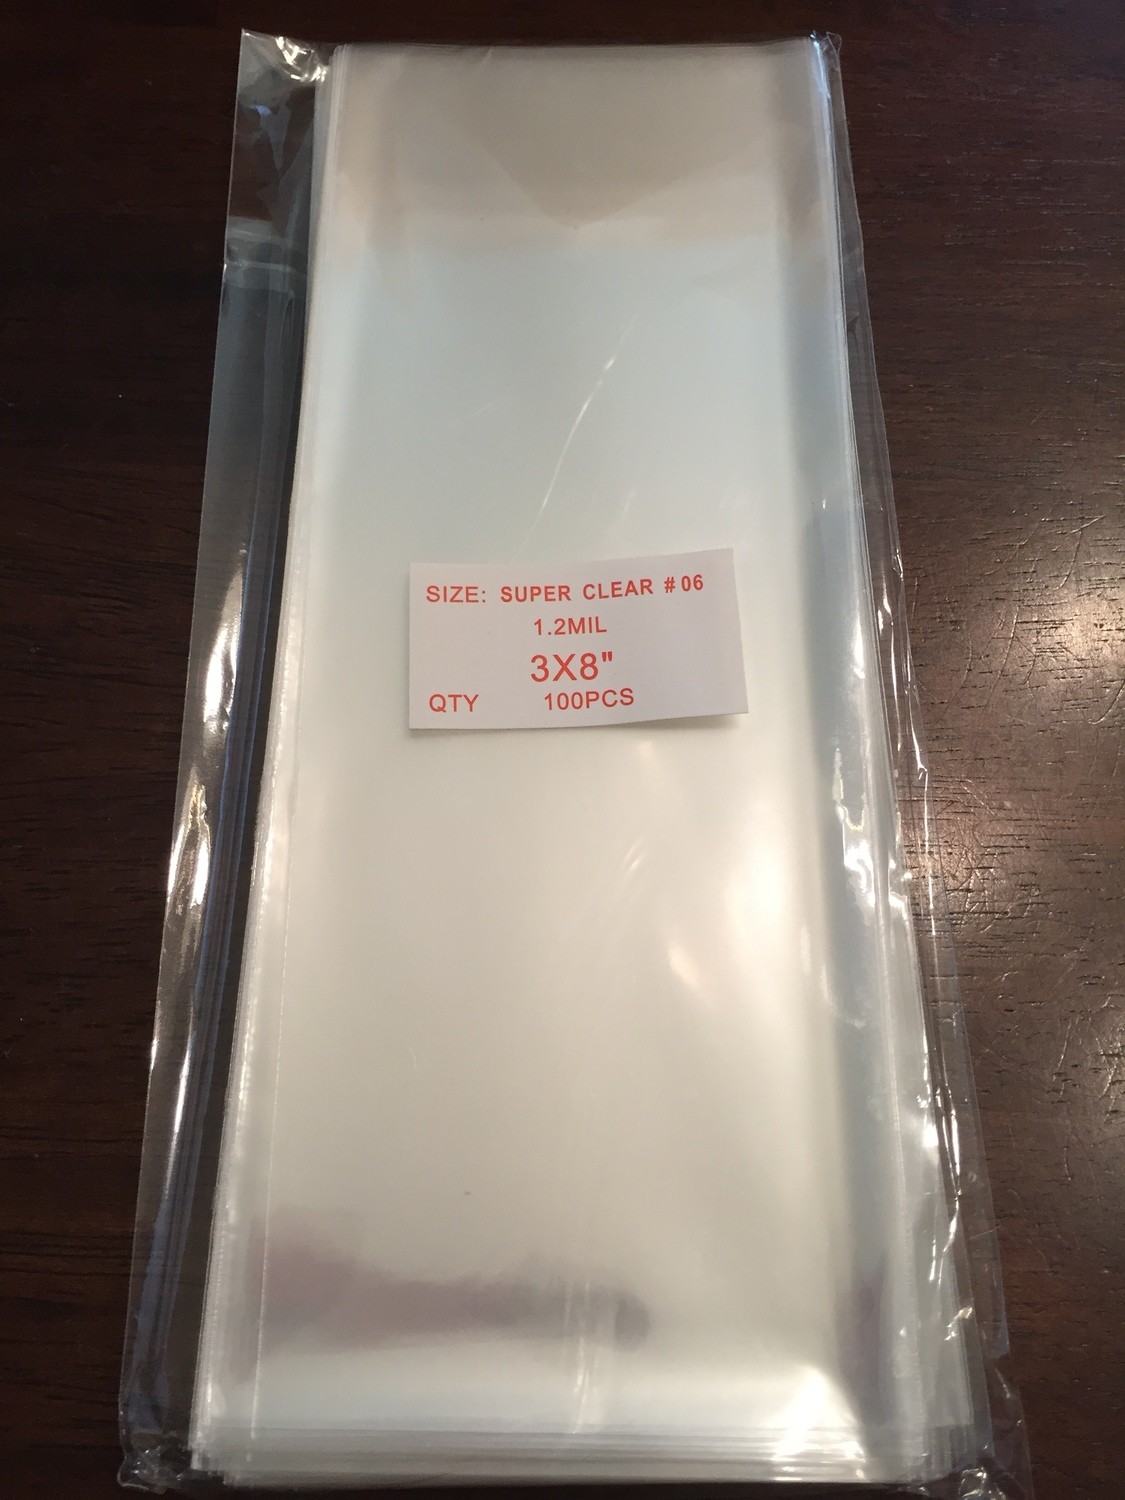 SIZE: SUPER CLEAR #06
1.2MIL
3X8"
QTY 100PCS